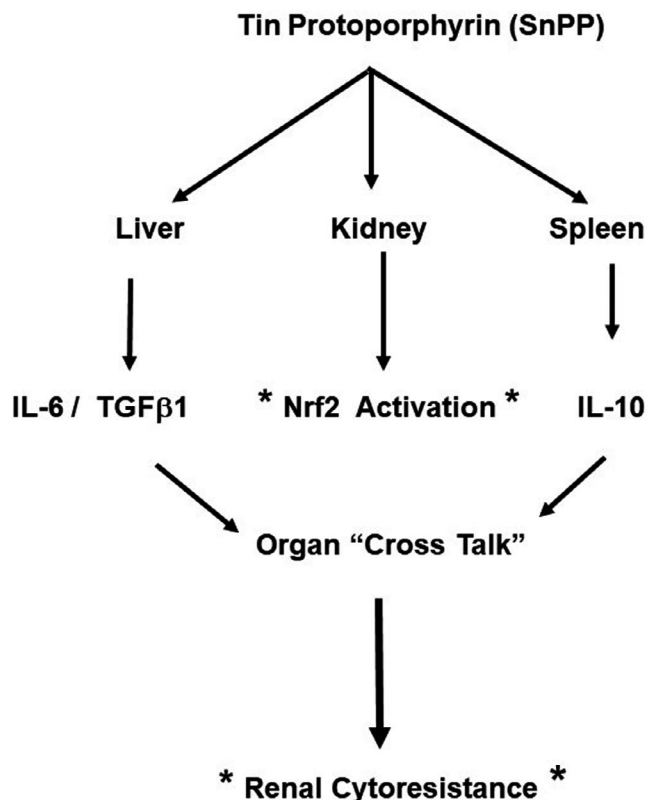 Tin Protoporphyrin (SnPP)
Liver Kidney Spleen
IL-6 / TGFβ1 * Nrf2 Activation * IL-10
Organ “Cross Talk”
* Renal Cytoresistance *